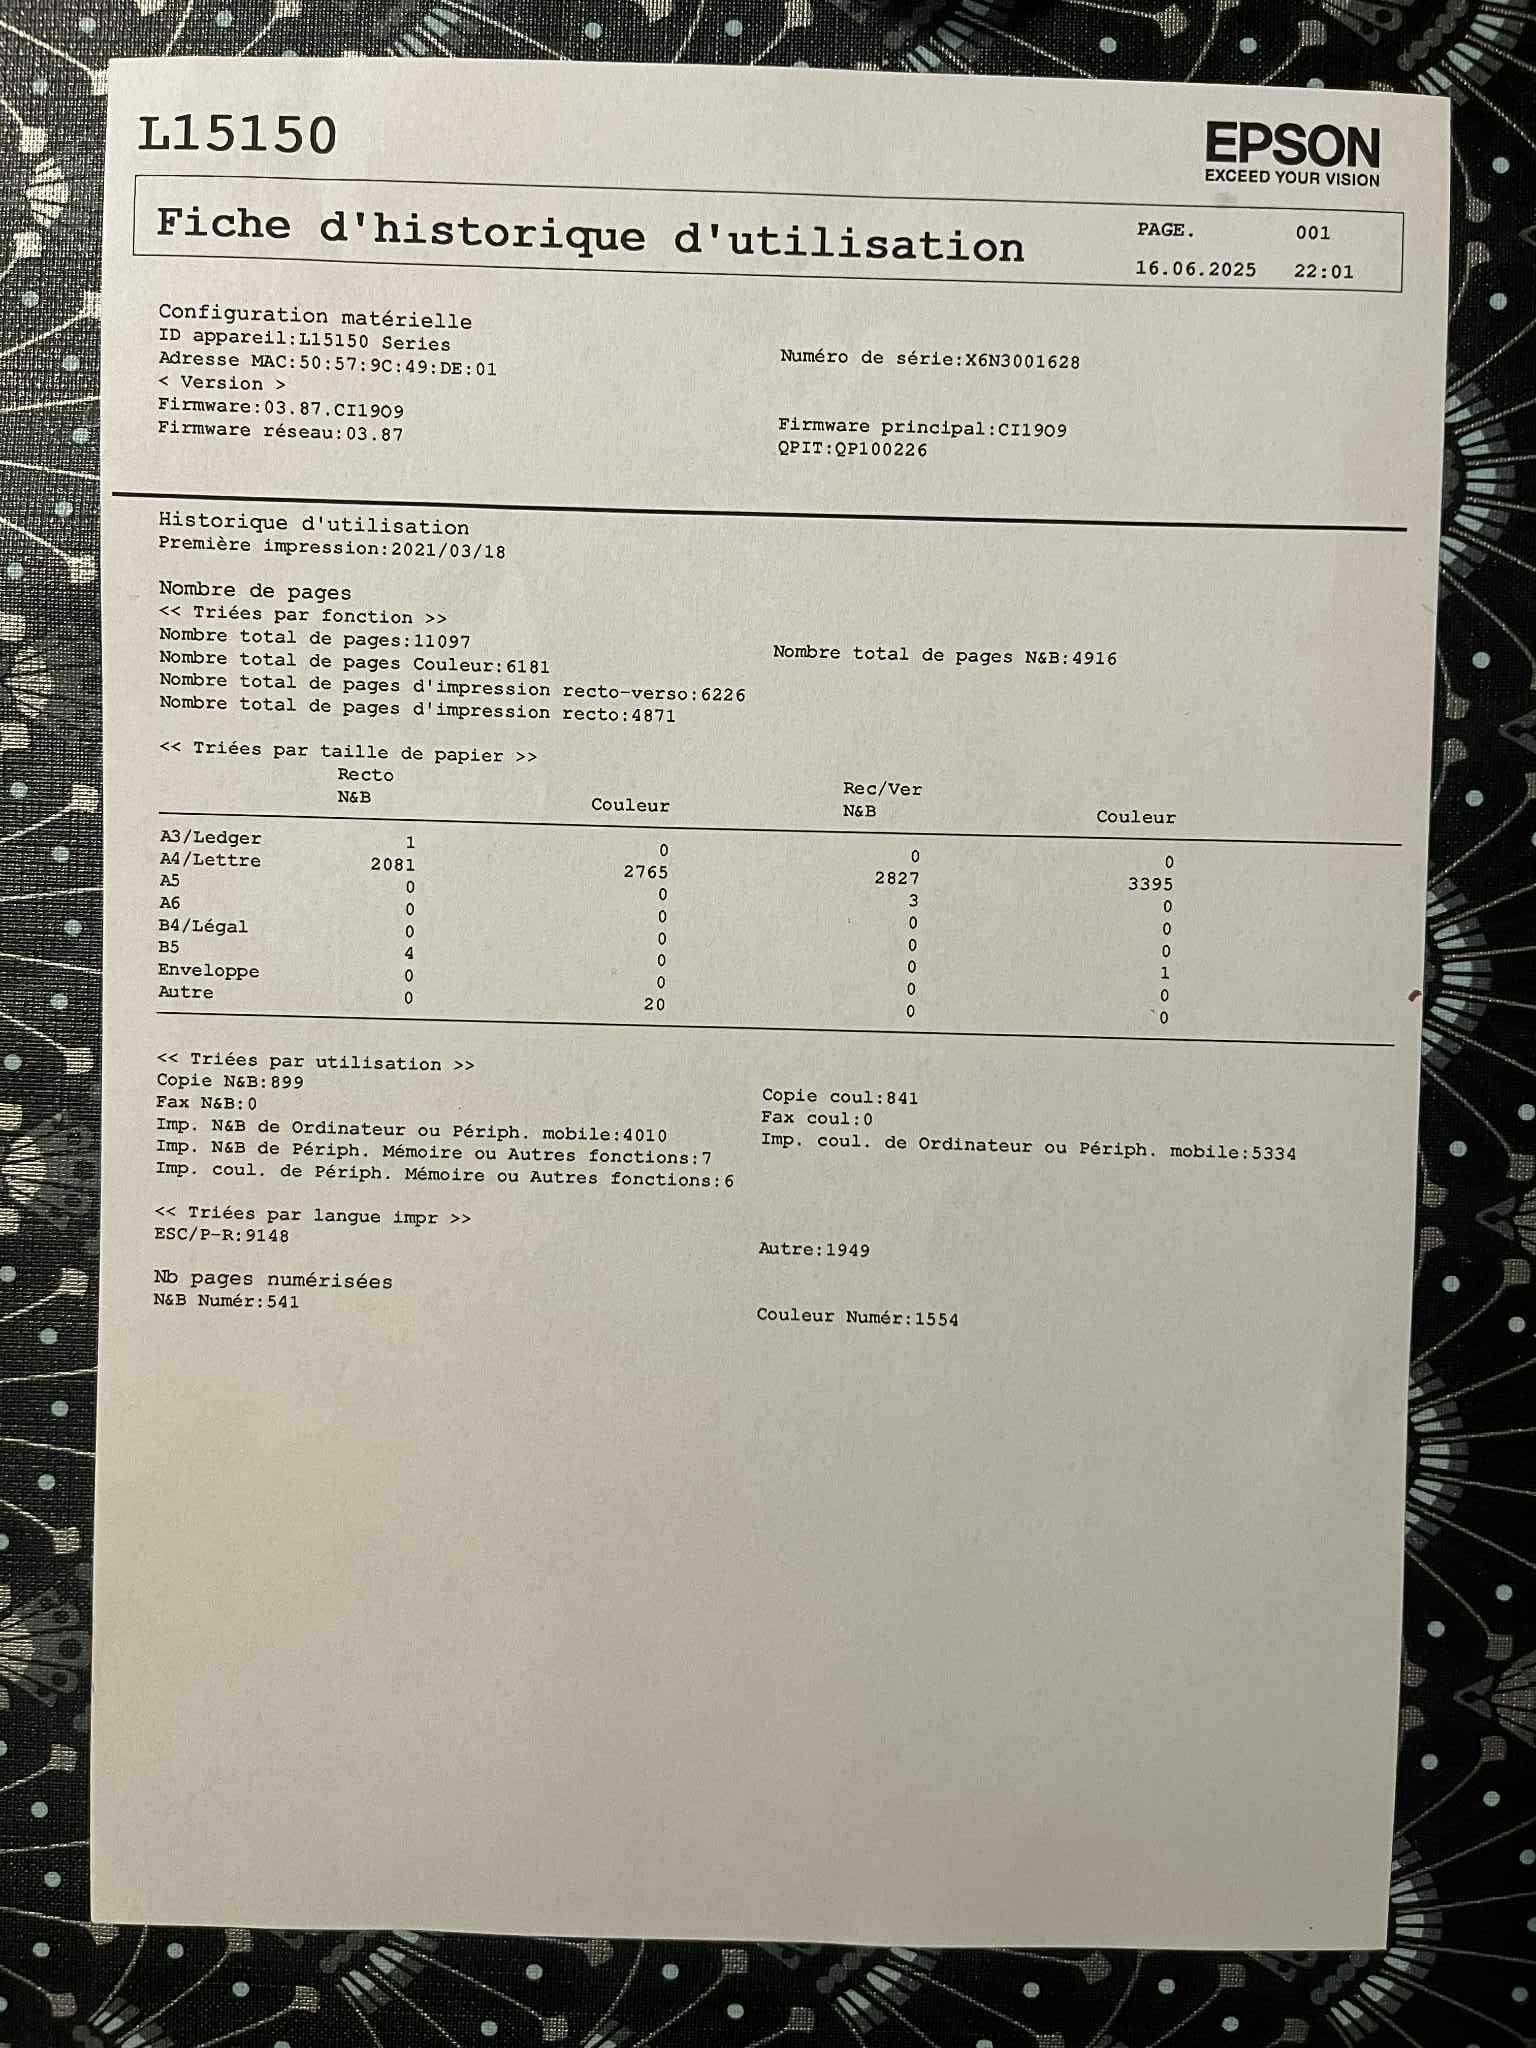 L15150
EPSON
EXCEED YOUR VISION
Fiche d'historique d'utilisation
PAGE. 001
16.06.2025 22:01
Configuration matérielle
ID appareil:L15150 Series
Adresse MAC:50:57:9C:49:DE:01 Numéro de série:X6N3001628
< Version >
Firmware:03.87.CI19O9 Firmware principal:CI19O9
Firmware réseau:03.87 QPIT:QP100226
Historique d'utilisation
Première impression:2021/03/18
Nombre de pages
<< Triées par fonction >>
Nombre total de pages:11097 Nombre total de pages N&B:4916
Nombre total de pages Couleur:6181
Nombre total de pages d'impression recto-verso:6226
Nombre total de pages d'impression recto:4871
<< Triées par taille de papier >>
Recto Rec/Ver
N&B Couleur N&B Couleur
A3/Ledger 1 0 0 0
A4/Lettre 2081 2765 2827 3395
A5 0 0 3 0
A6 0 0 0 0
B4/Légal 0 0 0 0
B5 4 0 0 1
Enveloppe 0 0 0 0
Autre 0 20 0 0
<< Triées par utilisation >>
Copie N&B:899 Copie coul:841
Fax N&B:0 Fax coul:0
Imp. N&B de Ordinateur ou Périph. mobile:4010 Imp. coul. de Ordinateur ou Périph. mobile:5334
Imp. N&B de Périph. Mémoire ou Autres fonctions:7
Imp. coul. de Périph. Mémoire ou Autres fonctions:6
<< Triées par langue impr >>
ESC/P-R:9148 Autre:1949
Nb pages numérisées
N&B Numér:541 Couleur Numér:1554